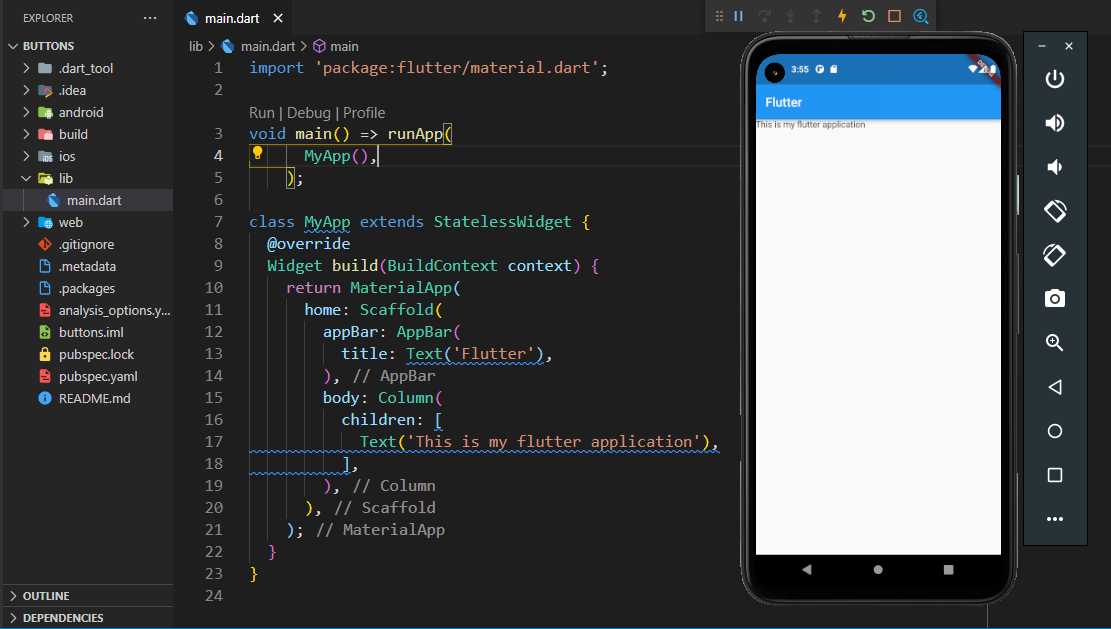 EXPLORER
BUTTONS
.dart_tool
.idea
android
build
ios
lib
main.dart
web
.gitignore
.metadata
.packages
analysis_options.y...
buttons.iml
pubspec.lock
pubspec.yaml
README.md
OUTLINE
DEPENDENCIES
main.dart
lib > main.dart > main
1 import 'package:flutter/material.dart';
2
Run | Debug | Profile
3 void main() => runApp(
4 MyApp(),
5 );
6
7 class MyApp extends StatelessWidget {
8 @override
9 Widget build(BuildContext context) {
10 return MaterialApp(
11 home: Scaffold(
12 appBar: AppBar(
13 title: Text('Flutter'),
14 ), // AppBar
15 body: Column(
16 children: [
17 Text('This is my flutter application'),
18 ],
19 ), // Column
20 ), // Scaffold
21 ); // MaterialApp
22 }
23 }
24
3:55
DEBUG
Flutter
This is my flutter application